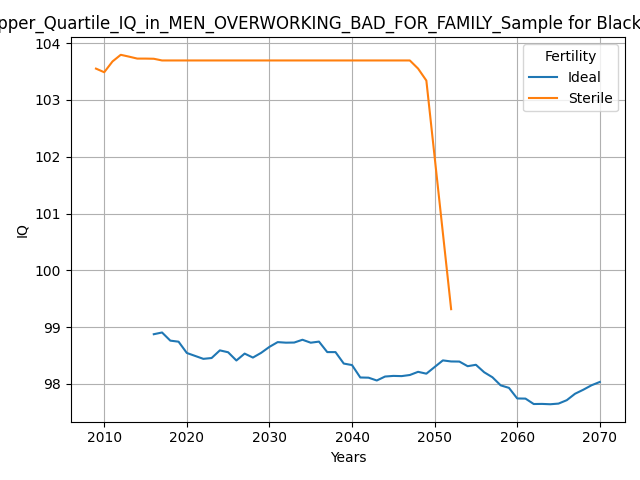 pper_Quartile_IQ_in_MEN_OVERWORKING_BAD_FOR_FAMILY_Sample for Black
104
103
102
101
100
99
98
IQ
Fertility
Ideal
Sterile
2010 2020 2030 2040 2050 2060 2070
Years